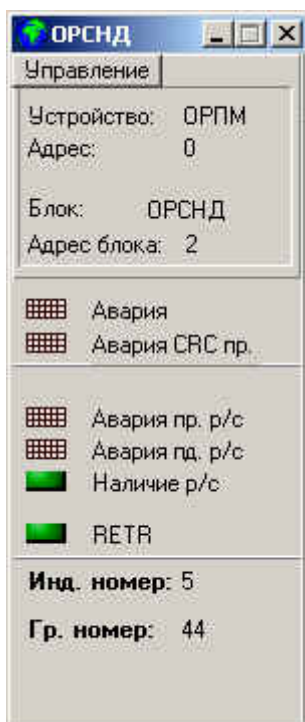 ОРСНД
Управление
Устройство: ОРПМ
Адрес: 0
Блок: ОРСНД
Адрес блока: 2
Авария
Авария CRC пр.
Авария пр. р/с
Авария пд. р/с
Наличие р/с
RETR
Инд. номер: 5
Гр. номер: 44